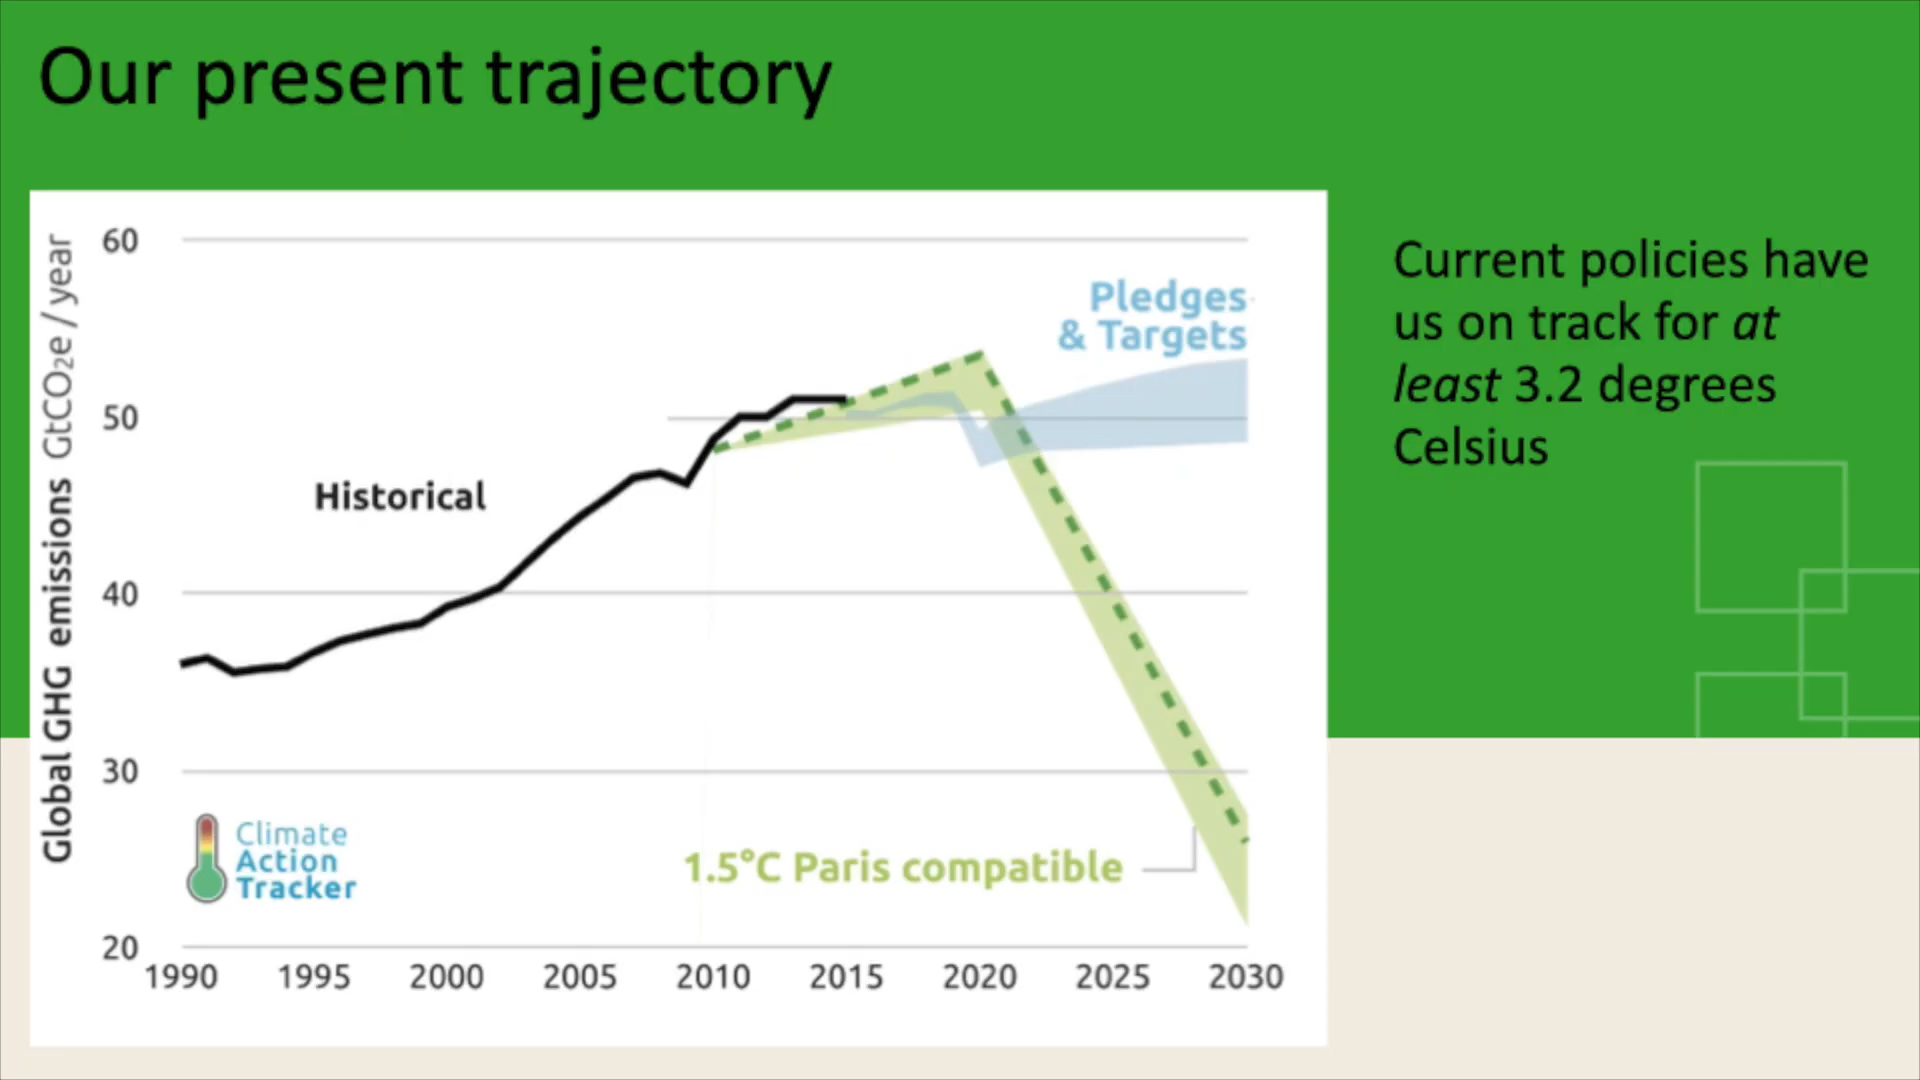 Our present trajectory
Global GHG emissions GtCO₂e / year
60
50
40
30
20
Pledges
& Targets
Historical
1.5°C Paris compatible
Climate
Action
Tracker
1990 1995 2000 2005 2010 2015 2020 2025 2030
Current policies have
us on track for at
least 3.2 degrees
Celsius